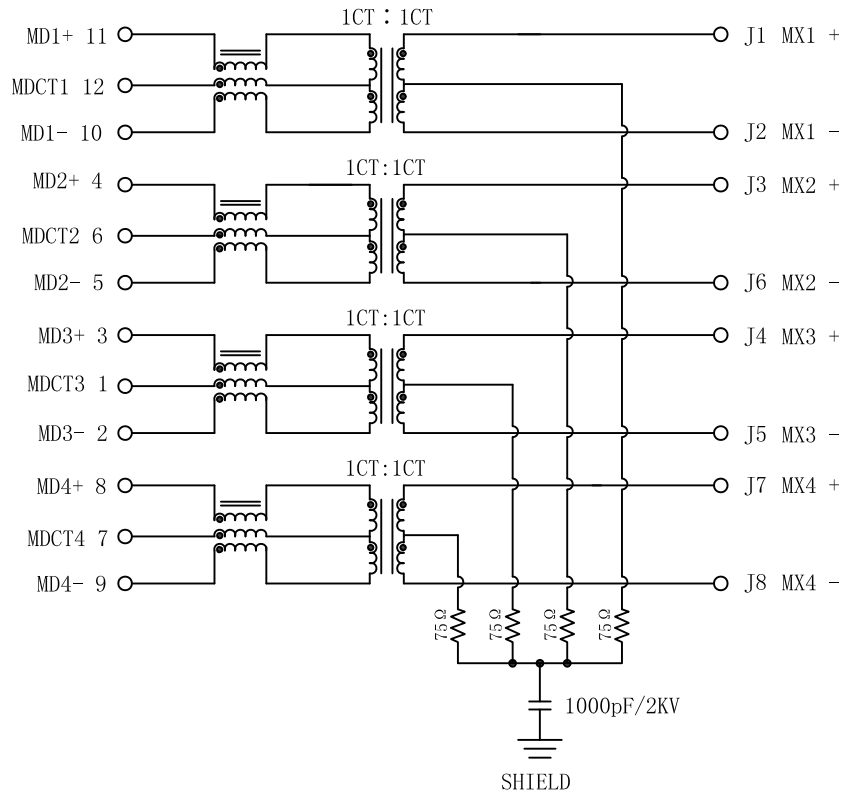 1CT : 1CT
MD1+ 11
J1 MX1 +
MDCT1 12
MD1- 10
J2 MX1 -
1CT:1CT
MD2+ 4
J3 MX2 +
MDCT2 6
MD2- 5
J6 MX2 -
1CT:1CT
MD3+ 3
J4 MX3 +
MDCT3 1
MD3- 2
J5 MX3 -
1CT:1CT
MD4+ 8
J7 MX4 +
MDCT4 7
MD4- 9
J8 MX4 -
75Ω
75Ω
75Ω
75Ω
1000pF/2KV
SHIELD